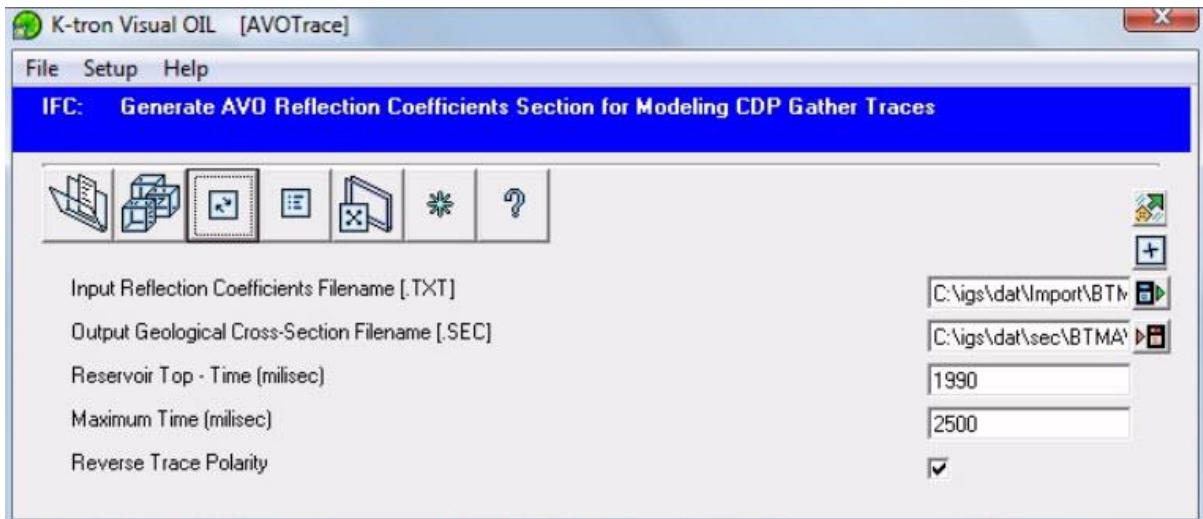 K-tron Visual OIL [AVOTrace]
File Setup Help
IFC: Generate AVO Reflection Coefficients Section for Modeling CDP Gather Traces
Input Reflection Coefficients Filename [.TXT] C:\igs\dat\Import\BTM
Output Geological Cross-Section Filename [.SEC] C:\igs\dat\sec\BTMA
Reservoir Top - Time (milisec) 1990
Maximum Time (milisec) 2500
Reverse Trace Polarity